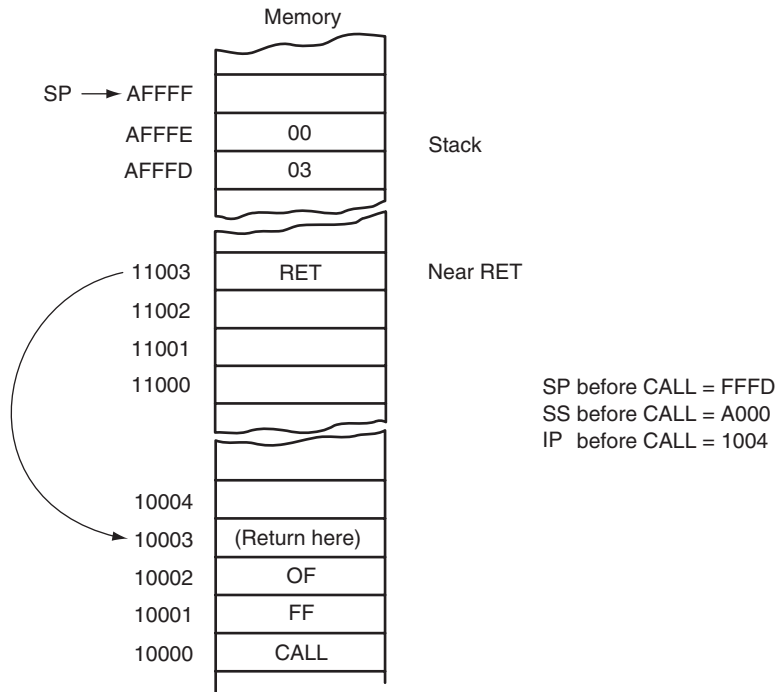 Memory
SP AFFFF
AFFFE 00
Stack
AFFFD 03
11003 RET Near RET
11002
11001
11000
SP before CALL = FFFD
SS before CALL = A000
IP before CALL = 1004
10004
10003 (Return here)
10002 OF
10001 FF
10000 CALL